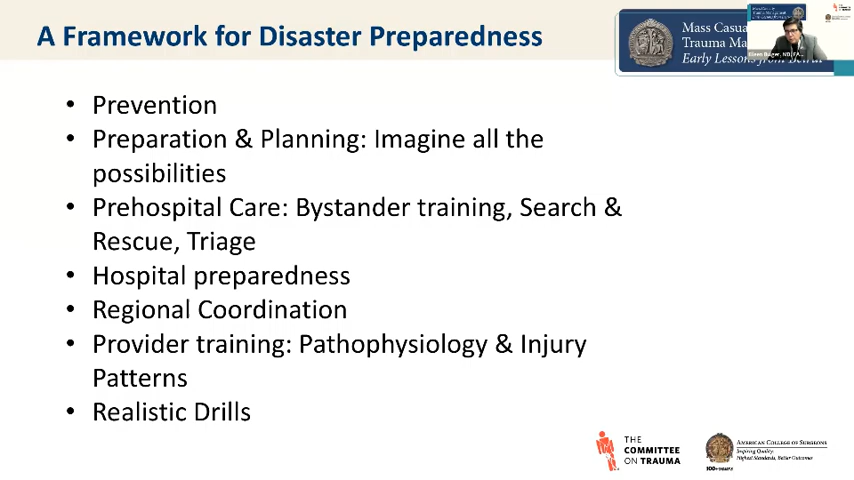 A Framework for Disaster Preparedness
Mass Casua
Trauma Ma
Early Lessons from Beirut
• Prevention
• Preparation & Planning: Imagine all the
possibilities
• Prehospital Care: Bystander training, Search &
Rescue, Triage
• Hospital preparedness
• Regional Coordination
• Provider training: Pathophysiology & Injury
Patterns
• Realistic Drills
THE
COMMITTEE
ON TRAUMA
AMERICAN COLLEGE OF SURGEONS
Inspiring Quality:
Highest Standards, Better Outcomes
100+years